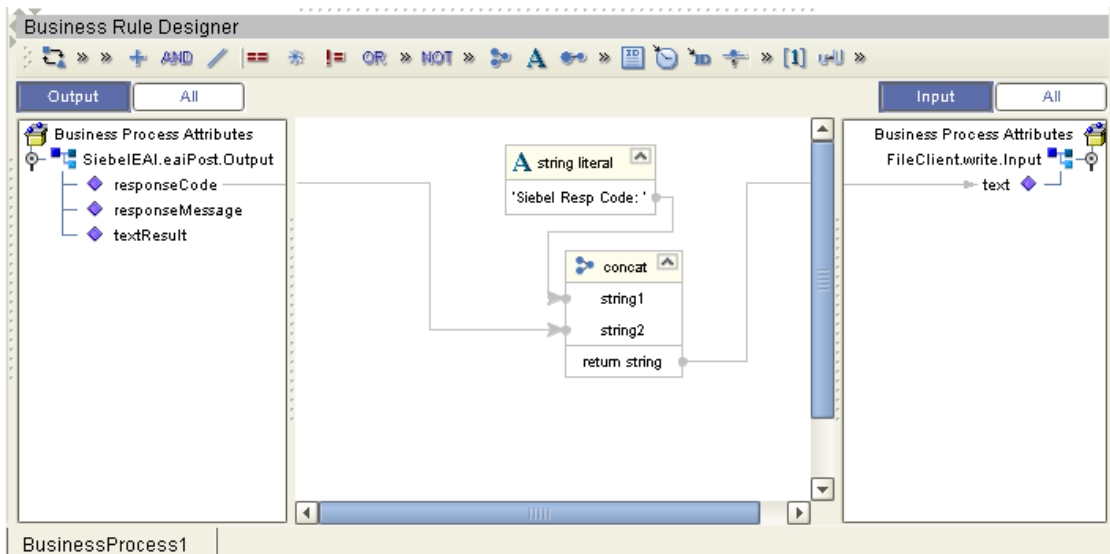 Business Rule Designer
» » AND == != OR » NOT » A » ID ID » [1] »
Output All Input All
Business Process Attributes
SiebelEAI.eaiPost.Output
responseCode
responseMessage
textResult
A string literal
'Siebel Resp Code: '
concat
string1
string2
return string
Business Process Attributes
FileClient.write.Input
text
BusinessProcess1